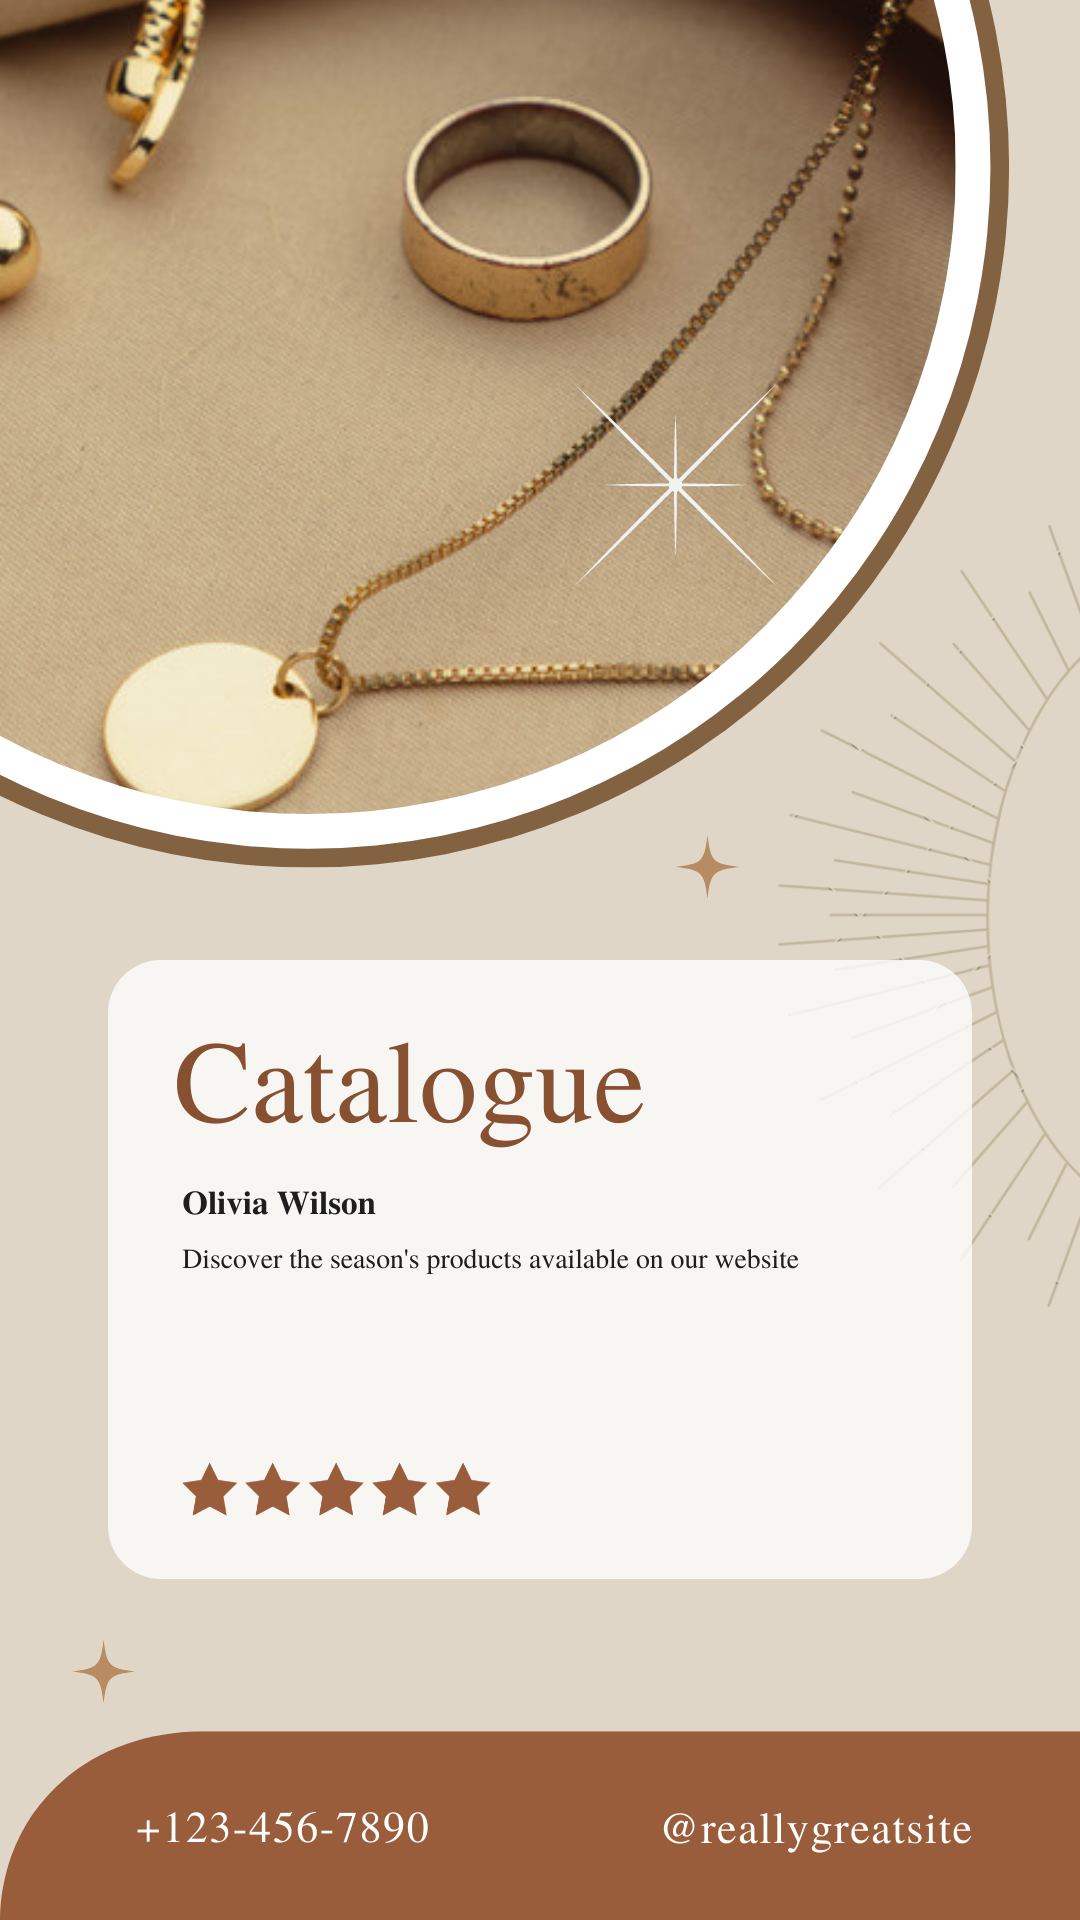 Catalogue
Olivia Wilson
Discover the season's products available on our website
+123-456-7890
@reallygreatsite